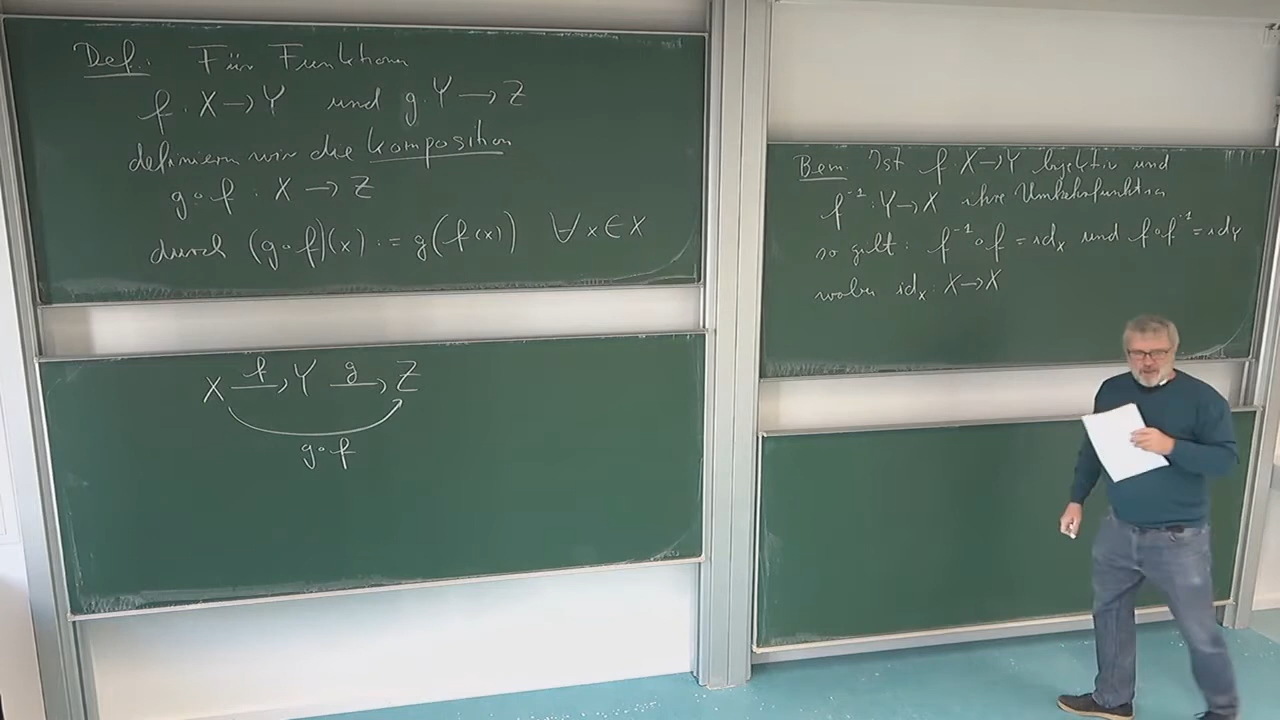 Def.: Für Funktionen
f: X → Y und g: Y → Z
definieren wir die Komposition
g∘f : X → Z
durch (g∘f)(x) := g(f(x)) ∀ x ∈ X
X f→ Y g→ Z
g∘f
Bem. Ist f: X → Y bijektiv und
f⁻¹: Y → X ihre Umkehrfunktion
so gilt: f⁻¹∘f = id_X und f∘f⁻¹ = id_Y
wobei id_X: X → X